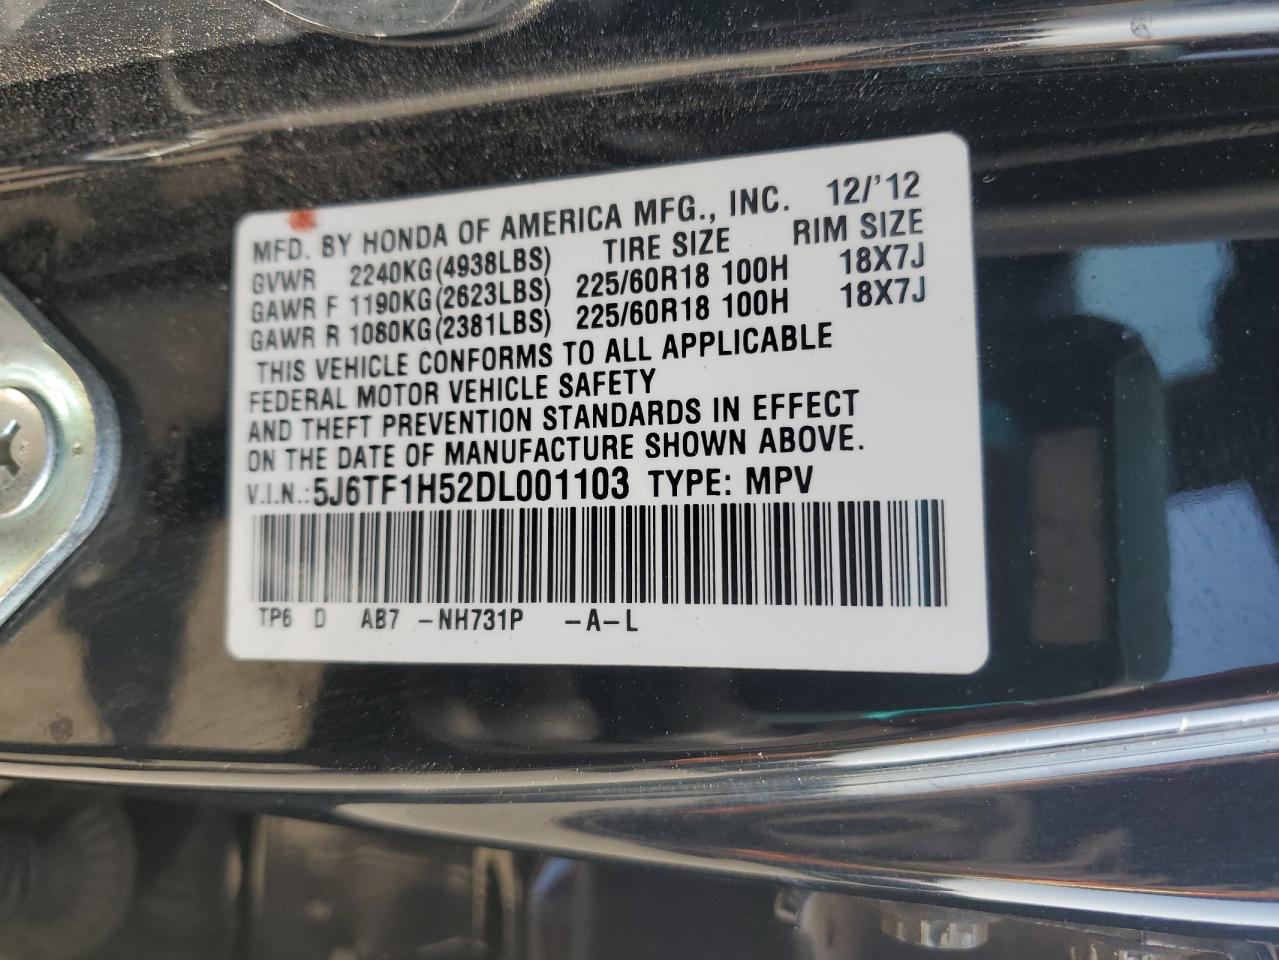 MFD. BY HONDA OF AMERICA MFG., INC. 12/'12
GVWR 2240KG(4938LBS) TIRE SIZE RIM SIZE
GAWR F 1190KG(2623LBS) 225/60R18 100H 18X7J
GAWR R 1080KG(2381LBS) 225/60R18 100H 18X7J
THIS VEHICLE CONFORMS TO ALL APPLICABLE
FEDERAL MOTOR VEHICLE SAFETY
AND THEFT PREVENTION STANDARDS IN EFFECT
ON THE DATE OF MANUFACTURE SHOWN ABOVE.
V.I.N.:5J6TF1H52DL001103 TYPE: MPV
TP6 D AB7 -NH731P -A-L